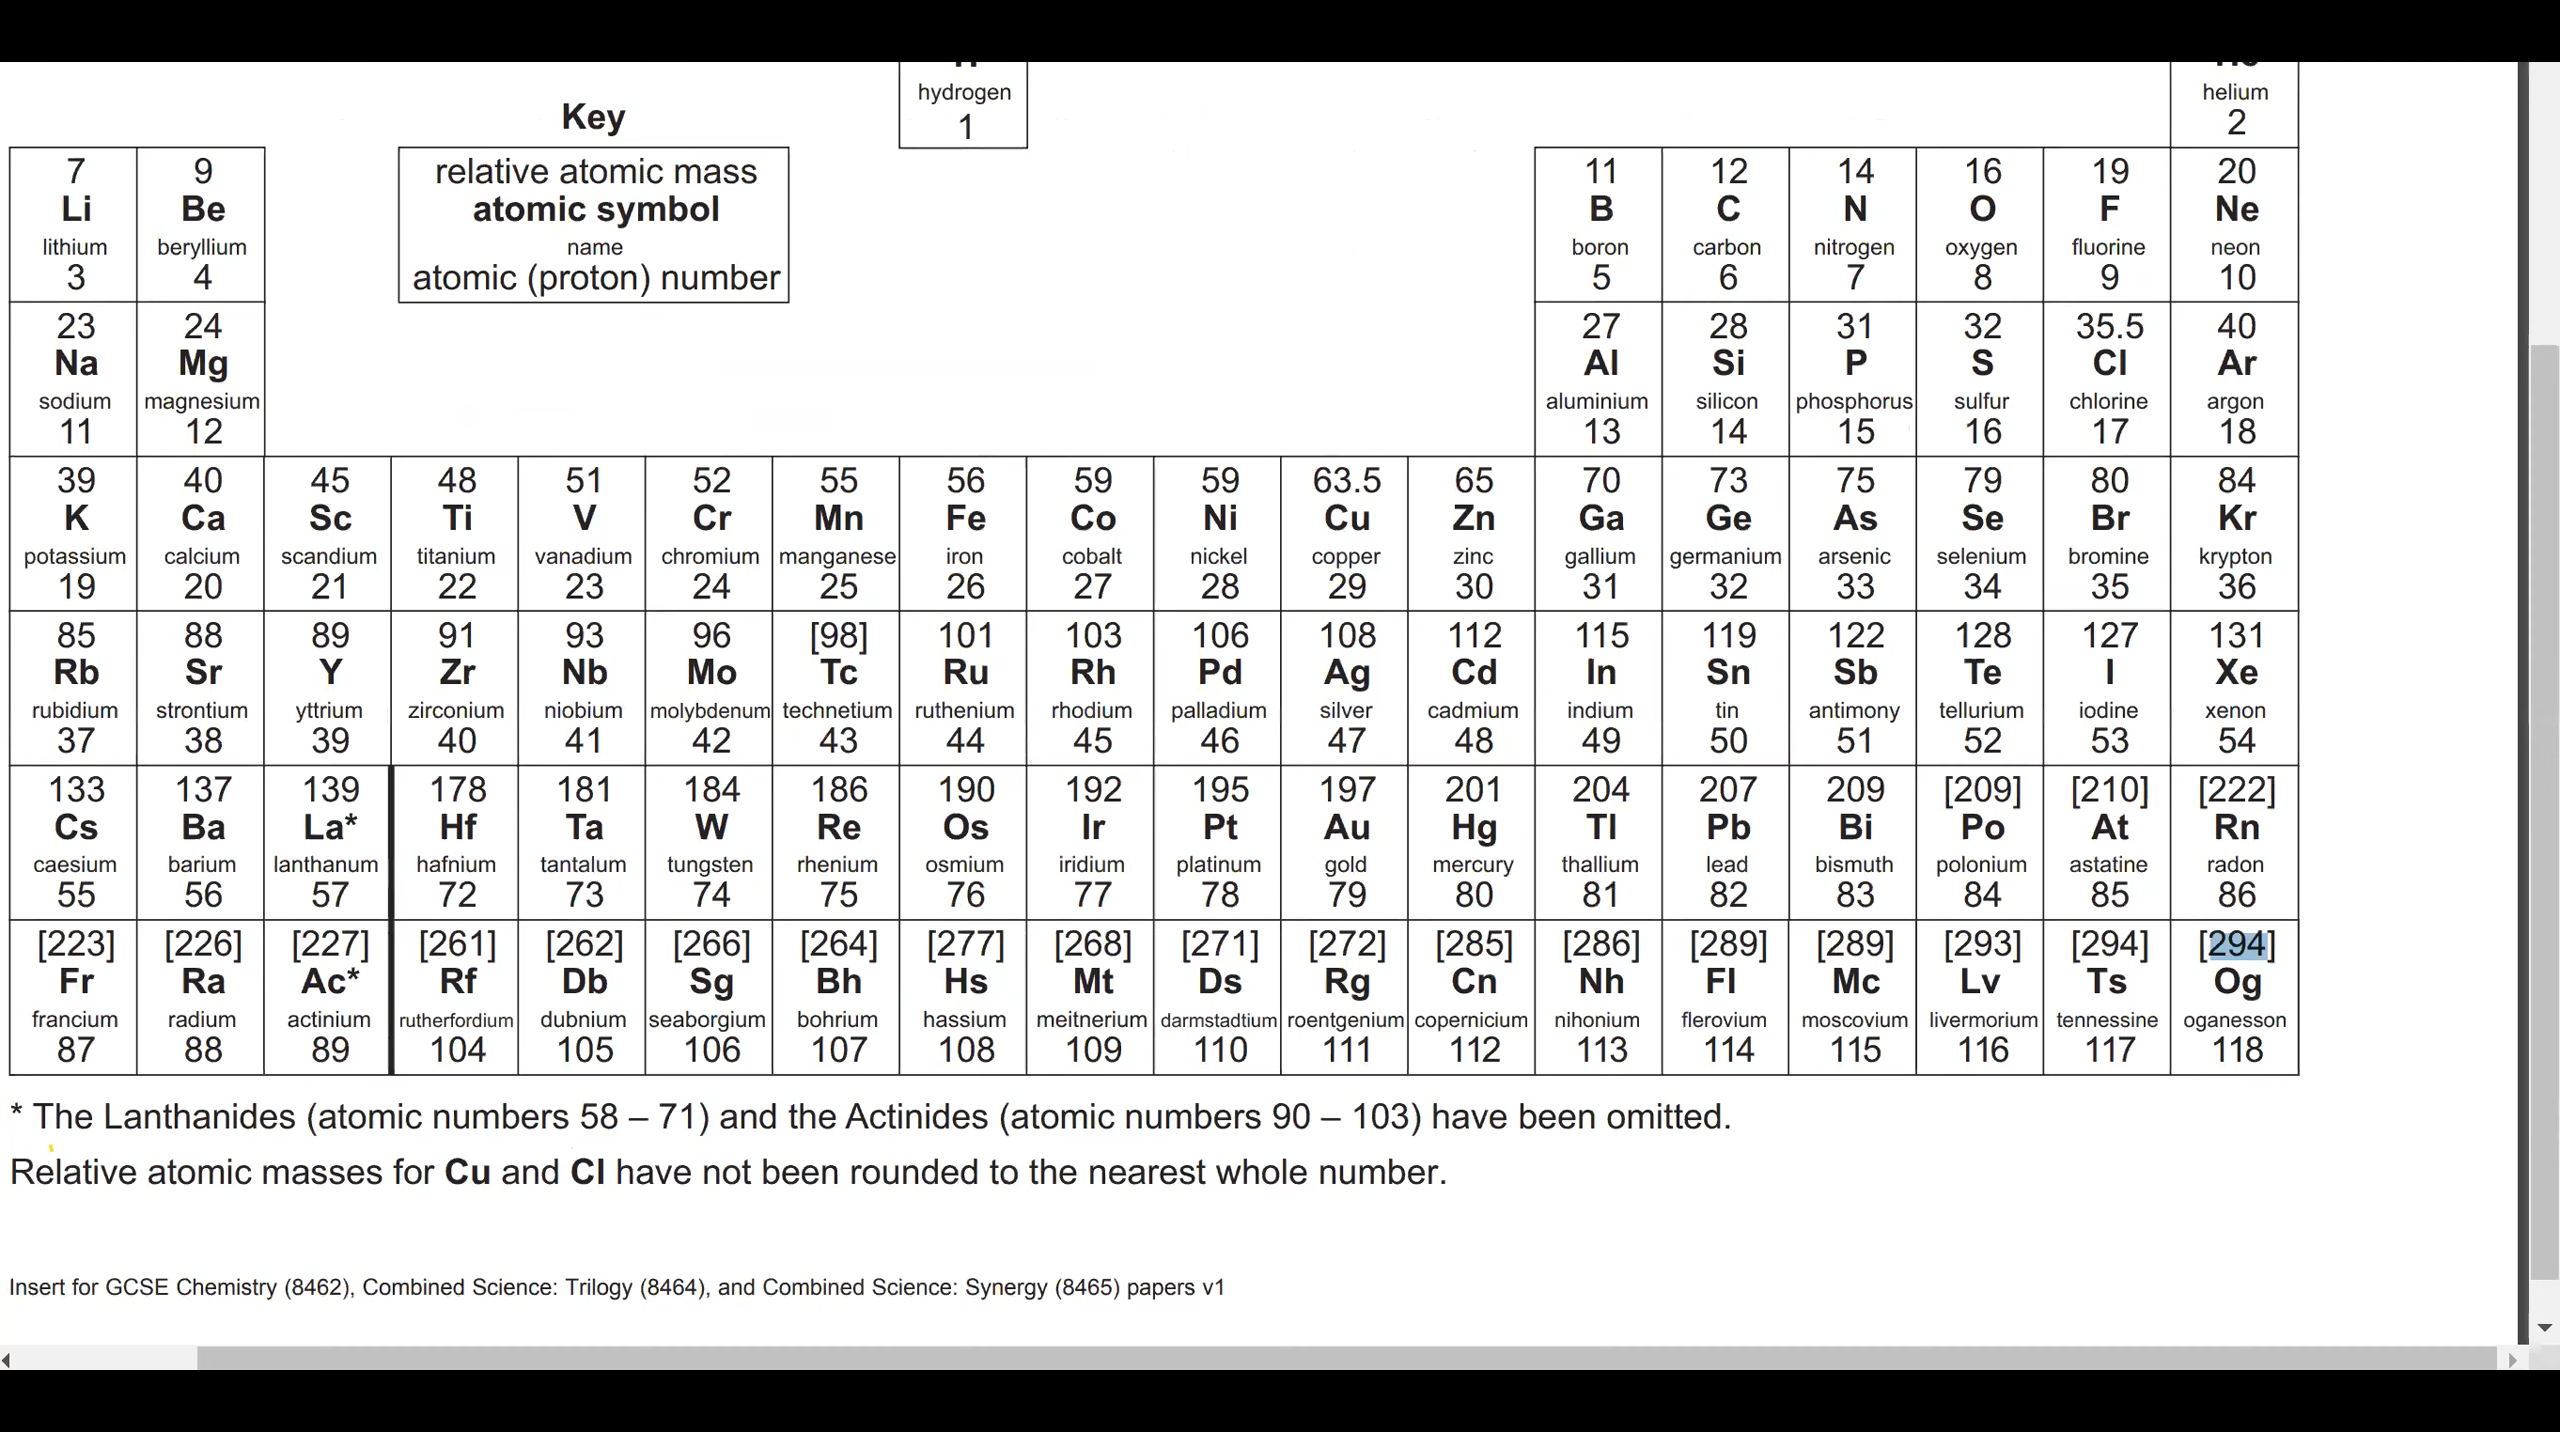 hydrogen helium
Key 1 2
7 9 relative atomic mass 11 12 14 16 19 20
Li Be atomic symbol B C N O F Ne
lithium beryllium name boron carbon nitrogen oxygen fluorine neon
3 4 atomic (proton) number 5 6 7 8 9 10
23 24 27 28 31 32 35.5 40
Na Mg Al Si P S Cl Ar
sodium magnesium aluminium silicon phosphorus sulfur chlorine argon
11 12 13 14 15 16 17 18
39 40 45 48 51 52 55 56 59 59 63.5 65 70 73 75 79 80 84
K Ca Sc Ti V Cr Mn Fe Co Ni Cu Zn Ga Ge As Se Br Kr
potassium calcium scandium titanium vanadium chromium manganese iron cobalt nickel copper zinc gallium germanium arsenic selenium bromine krypton
19 20 21 22 23 24 25 26 27 28 29 30 31 32 33 34 35 36
85 88 89 91 93 96 [98] 101 103 106 108 112 115 119 122 128 127 131
Rb Sr Y Zr Nb Mo Tc Ru Rh Pd Ag Cd In Sn Sb Te I Xe
rubidium strontium yttrium zirconium niobium molybdenum technetium ruthenium rhodium palladium silver cadmium indium tin antimony tellurium iodine xenon
37 38 39 40 41 42 43 44 45 46 47 48 49 50 51 52 53 54
133 137 139 178 181 184 186 190 192 195 197 201 204 207 209 [209] [210] [222]
Cs Ba La* Hf Ta W Re Os Ir Pt Au Hg Tl Pb Bi Po At Rn
caesium barium lanthanum hafnium tantalum tungsten rhenium osmium iridium platinum gold mercury thallium lead bismuth polonium astatine radon
55 56 57 72 73 74 75 76 77 78 79 80 81 82 83 84 85 86
[223] [226] [227] [261] [262] [266] [264] [277] [268] [271] [272] [285] [286] [289] [289] [293] [294] [294]
Fr Ra Ac* Rf Db Sg Bh Hs Mt Ds Rg Cn Nh Fl Mc Lv Ts Og
francium radium actinium rutherfordium dubnium seaborgium bohrium hassium meitnerium darmstadtium roentgenium copernicium nihonium flerovium moscovium livermorium tennessine oganesson
87 88 89 104 105 106 107 108 109 110 111 112 113 114 115 116 117 118
* The Lanthanides (atomic numbers 58 – 71) and the Actinides (atomic numbers 90 – 103) have been omitted.
Relative atomic masses for Cu and Cl have not been rounded to the nearest whole number.
Insert for GCSE Chemistry (8462), Combined Science: Trilogy (8464), and Combined Science: Synergy (8465) papers v1